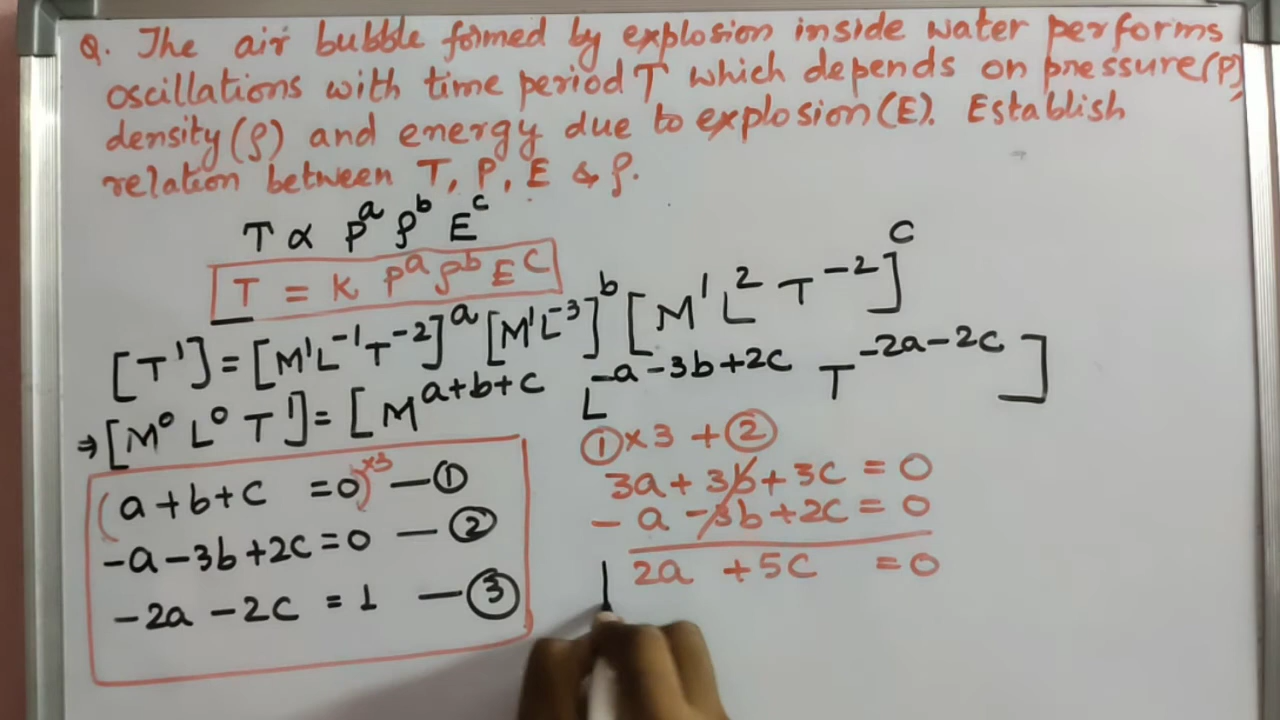 Q. The air bubble formed by explosion inside water performs
oscillations with time period T which depends on pressure(P),
density(ρ) and energy due to explosion(E). Establish
relation between T, P, E & ρ.
T ∝ P^a ρ^b E^c
T = K P^a ρ^b E^c
[T^1] = [M^1 L^-1 T^-2]^a [M^1 L^-3]^b [M^1 L^2 T^-2]^c
⇒ [M^0 L^0 T^1] = [M^a+b+c L^-a-3b+2c T^-2a-2c]
(a+b+c = 0)×3 — ①
-a-3b+2c = 0 — ②
-2a-2c = 1 — ③
①×3 + ②
3a+3b+3c = 0
-a-3b+2c = 0
2a +5c = 0